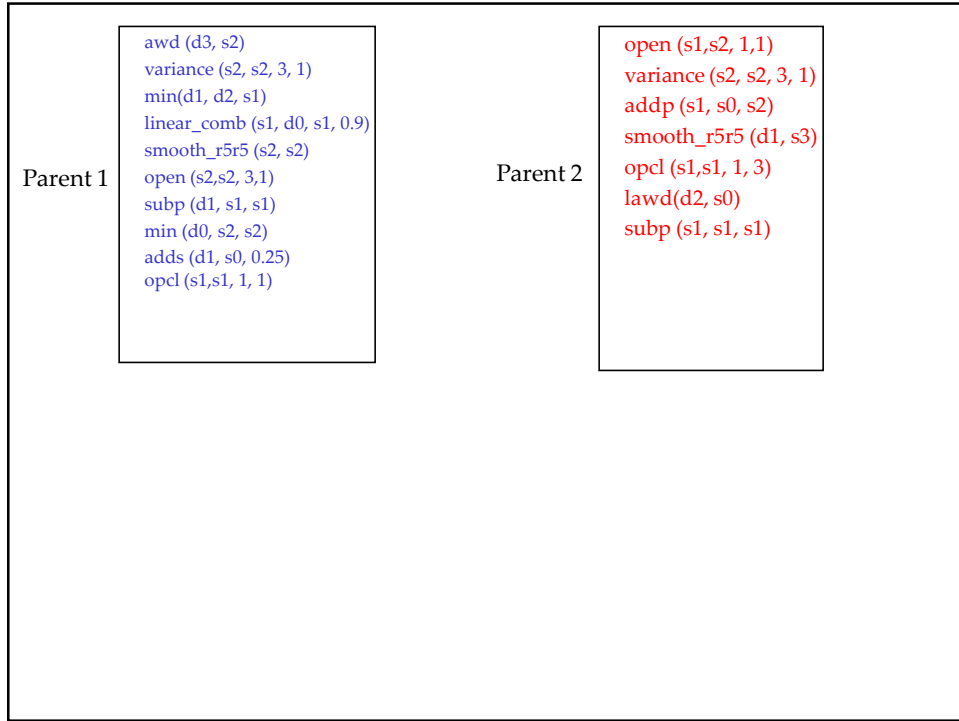 Parent 1
awd (d3, s2)
variance (s2, s2, 3, 1)
min(d1, d2, s1)
linear_comb (s1, d0, s1, 0.9)
smooth_r5r5 (s2, s2)
open (s2,s2, 3,1)
subp (d1, s1, s1)
min (d0, s2, s2)
adds (d1, s0, 0.25)
opcl (s1,s1, 1, 1)
Parent 2
open (s1,s2, 1,1)
variance (s2, s2, 3, 1)
addp (s1, s0, s2)
smooth_r5r5 (d1, s3)
opcl (s1,s1, 1, 3)
lawd(d2, s0)
subp (s1, s1, s1)